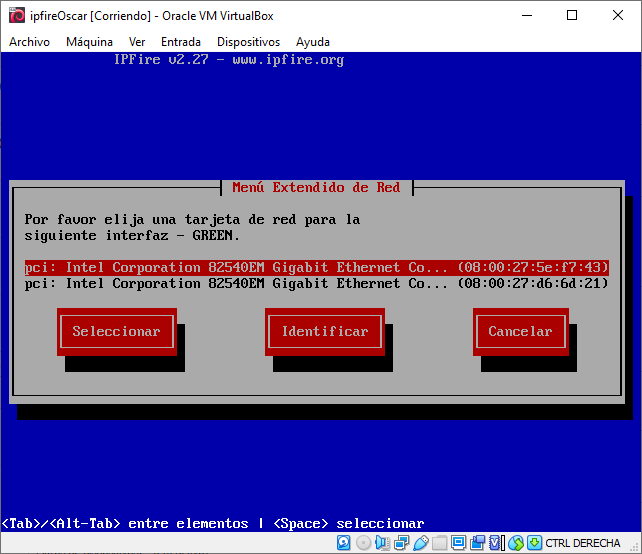 ipfireOscar [Corriendo] - Oracle VM VirtualBox
Archivo Máquina Ver Entrada Dispositivos Ayuda
IPFire v2.27 - www.ipfire.org
Menú Extendido de Red
Por favor elija una tarjeta de red para la
siguiente interfaz - GREEN.
pci: Intel Corporation 82540EM Gigabit Ethernet Co... (08:00:27:5e:f7:43)
pci: Intel Corporation 82540EM Gigabit Ethernet Co... (08:00:27:d6:6d:21)
Seleccionar Identificar Cancelar
<Tab>/<Alt-Tab> entre elementos | <Space> seleccionar
CTRL DERECHA